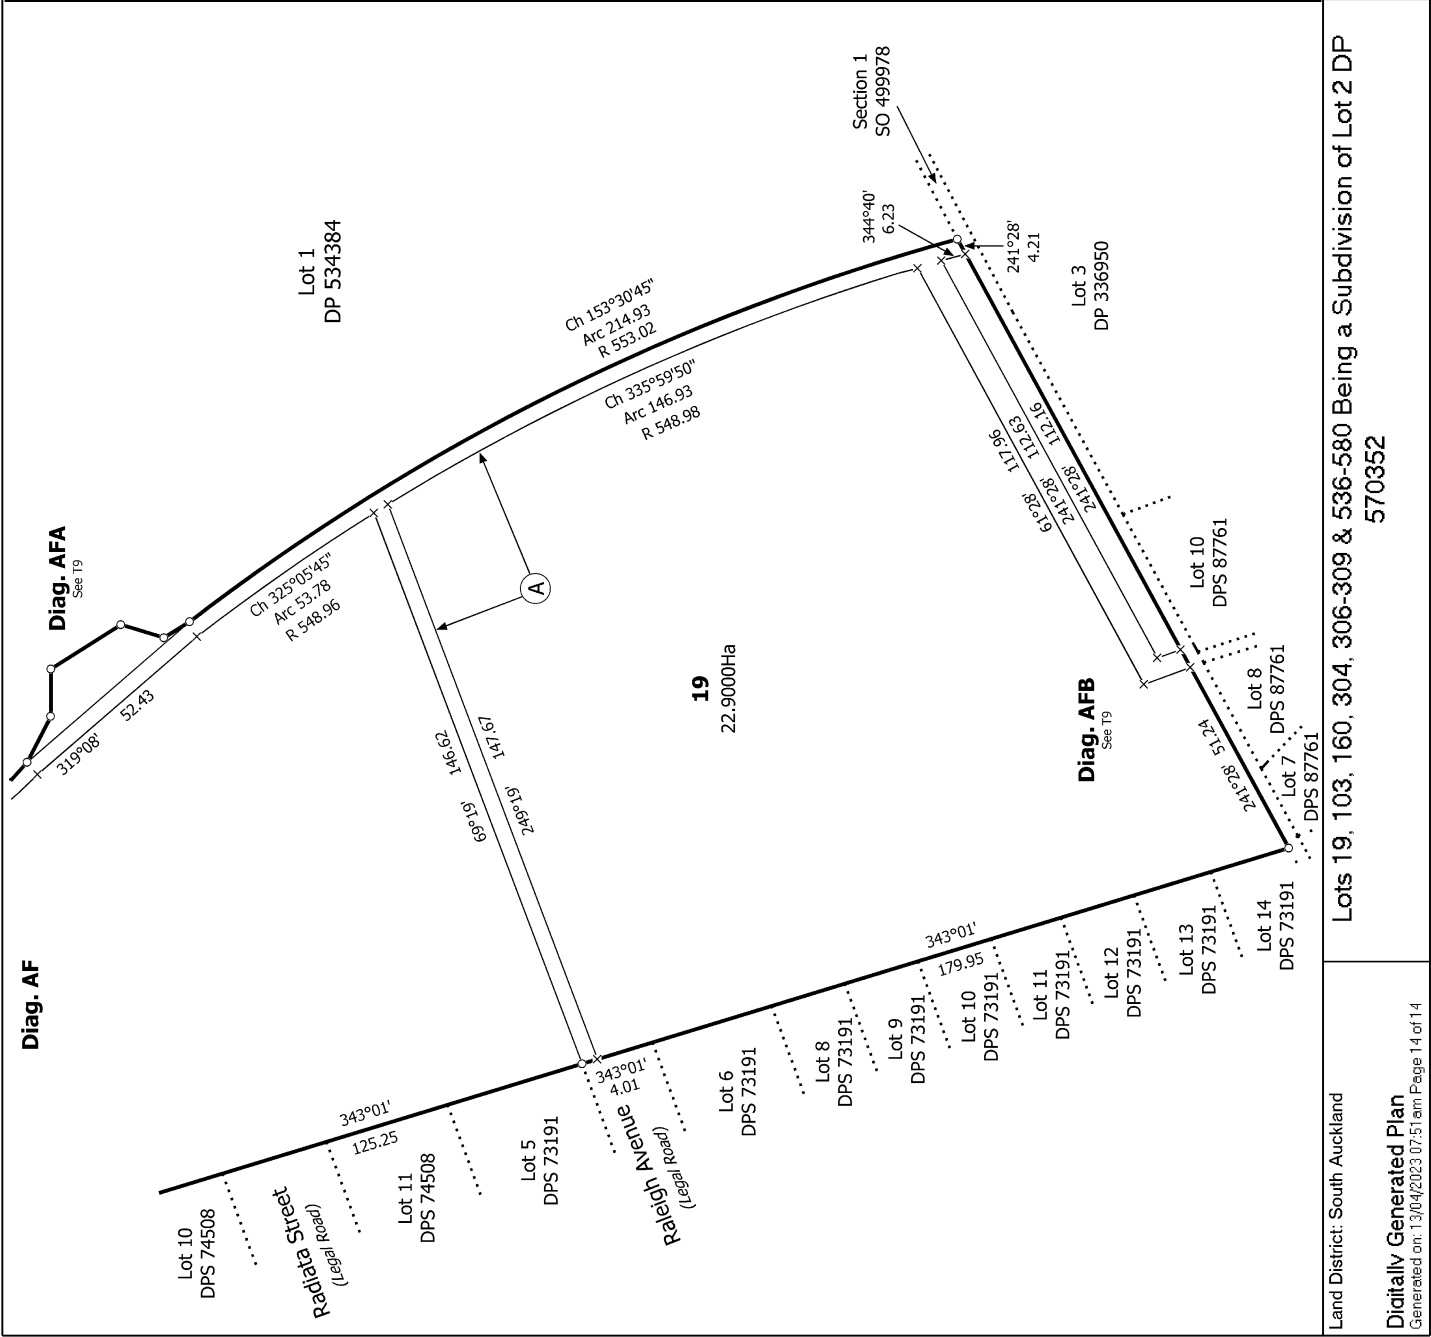 Diag. AF
Diag. AFA
See T9
Lot 1
DP 534384
Section 1
SO 499978
319°08'
52.43
Ch 325°05'45"
Arc 53.78
R 548.96
Ch 153°30'45"
Arc 214.93
R 553.02
Ch 335°59'50"
Arc 146.93
R 548.98
344°40'
6.23
241°28'
4.21
Lot 3
DP 336950
A
69°19'
146.62
249°19'
147.67
19
22.9000Ha
61°28'
117.96
241°28'
112.63
241°28'
112.16
Diag. AFB
See T9
241°28'
51.24
Lot 10
DPS 87761
Lot 8
DPS 87761
Lot 7
DPS 87761
Lot 10
DPS 74508
Radiata Street
(Legal Road)
343°01'
125.25
Lot 11
DPS 74508
Lot 5
DPS 73191
343°01'
4.01
Raleigh Avenue
(Legal Road)
Lot 6
DPS 73191
Lot 8
DPS 73191
Lot 9
DPS 73191
343°01'
179.95
Lot 10
DPS 73191
Lot 11
DPS 73191
Lot 12
DPS 73191
Lot 13
DPS 73191
Lot 14
DPS 73191
Land District: South Auckland
Digitally Generated Plan
Generated on: 13/04/2023 07:51am Page 14 of 14
Lots 19, 103, 160, 304, 306-309 & 536-580 Being a Subdivision of Lot 2 DP
570352